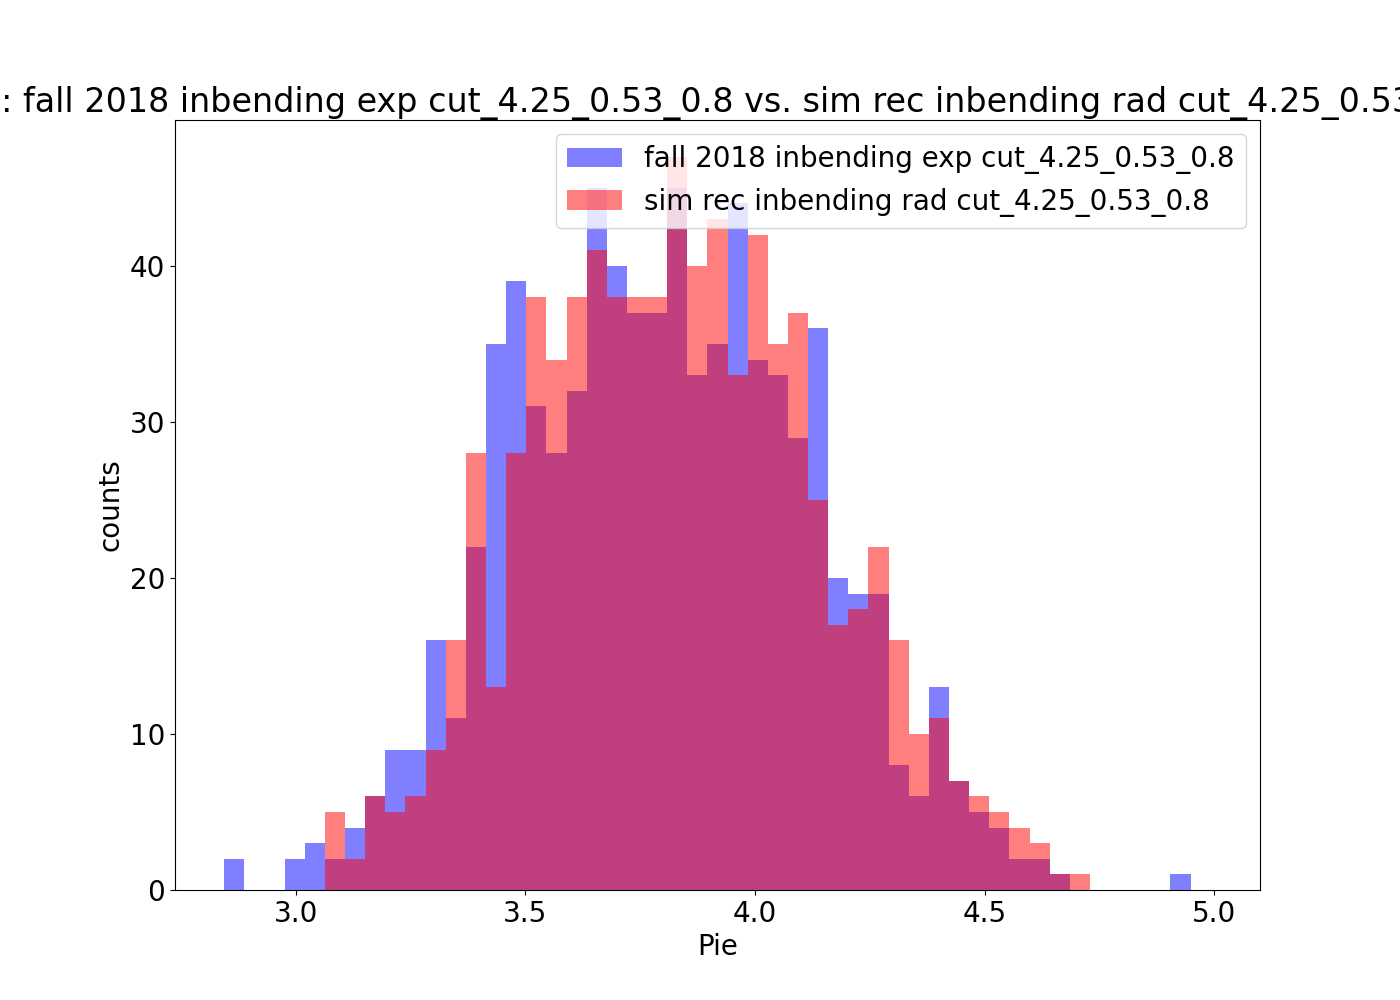 : fall 2018 inbending exp cut_4.25_0.53_0.8 vs. sim rec inbending rad cut_4.25_0.53
fall 2018 inbending exp cut_4.25_0.53_0.8
sim rec inbending rad cut_4.25_0.53_0.8
counts
40
30
20
10
0
3.0 3.5 4.0 4.5 5.0
Pie